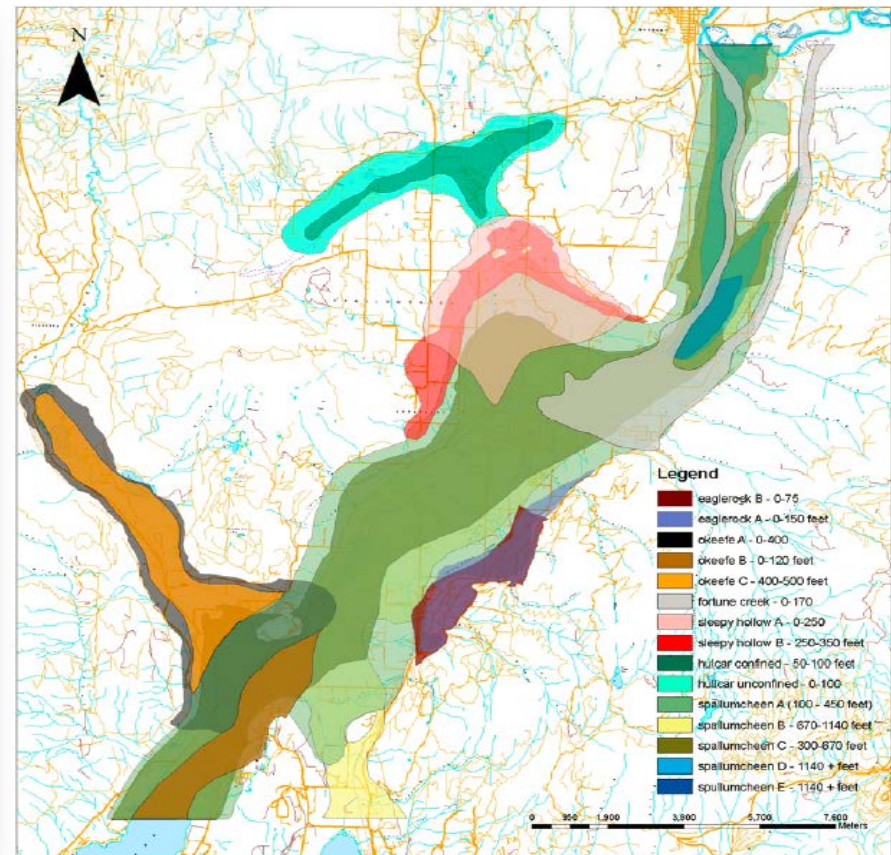 N
Legend
eaglerock B - 0-75
eaglerock A - 0-150 feet
okeefe A - 0-400
okeefe B - 0-120 feet
okeefe C - 400-500 feet
fortune creek - 0-170
sleepy hollow A - 0-250
sleepy hollow B - 250-350 feet
hulcar confined - 50-100 feet
hullcar unconfined - 0-100
spallumcheen A (100 - 450 feet)
spallumcheen B - 670-1140 feet
spallumcheen C - 300-670 feet
spallumcheen D - 1140 + feet
spallumcheen E - 1140 + feet
0 950 1,900 3,800 5,700 7,600
Meters